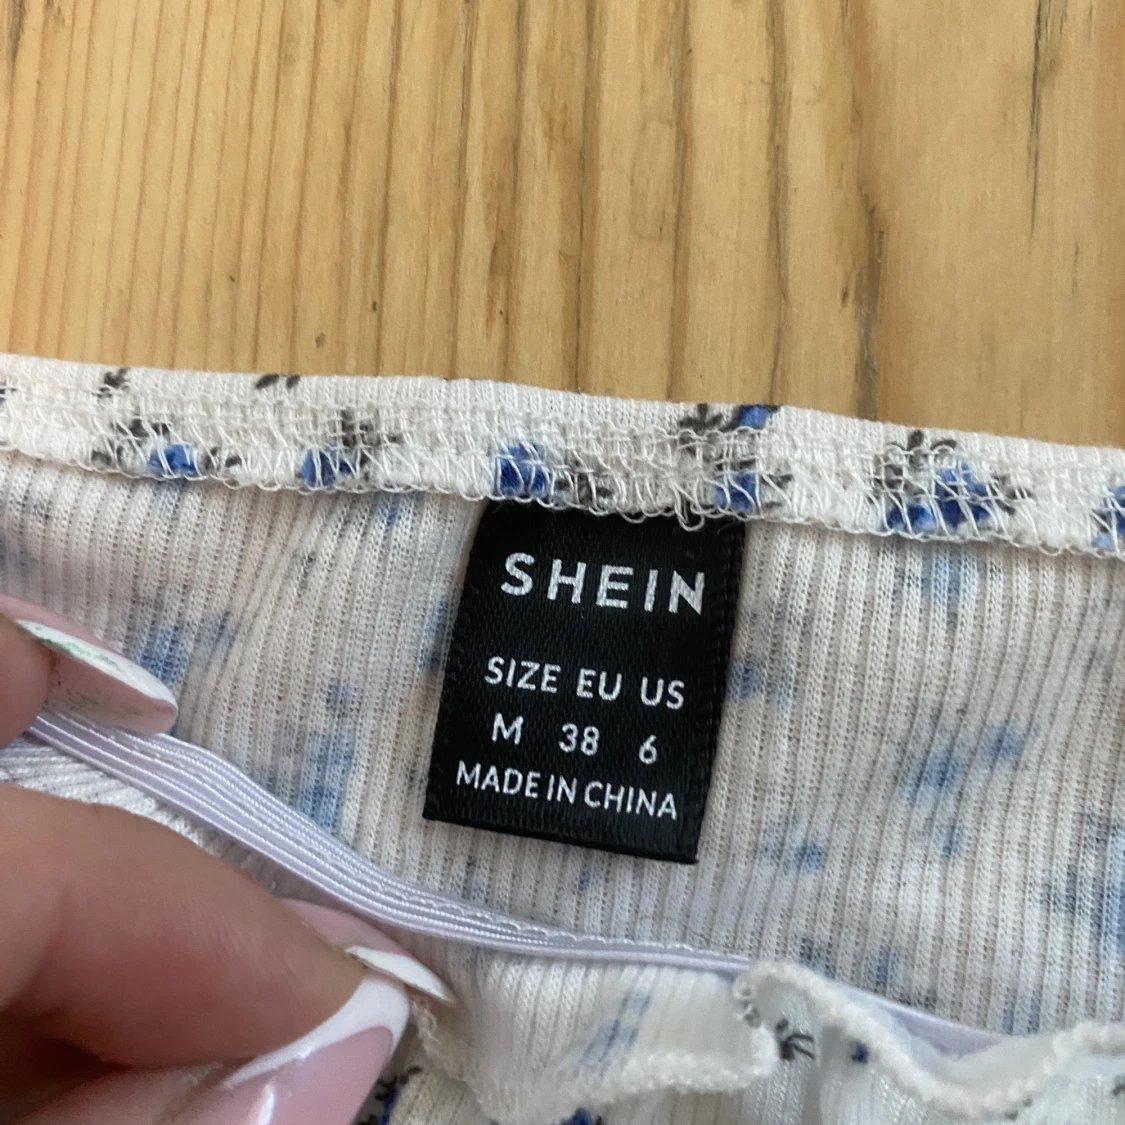 SHEIN
SIZE EU US
M 38 6
MADE IN CHINA